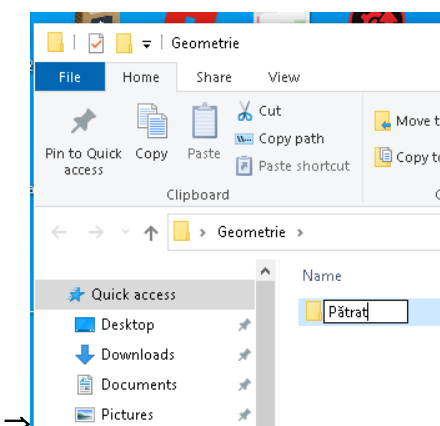 Geometrie
File Home Share View
Pin to Quick access
Copy
Paste
Cut
Copy path
Paste shortcut
Move t
Copy to
Clipboard
Geometrie
Quick access
Desktop
Downloads
Documents
Pictures
Name
Pătrat